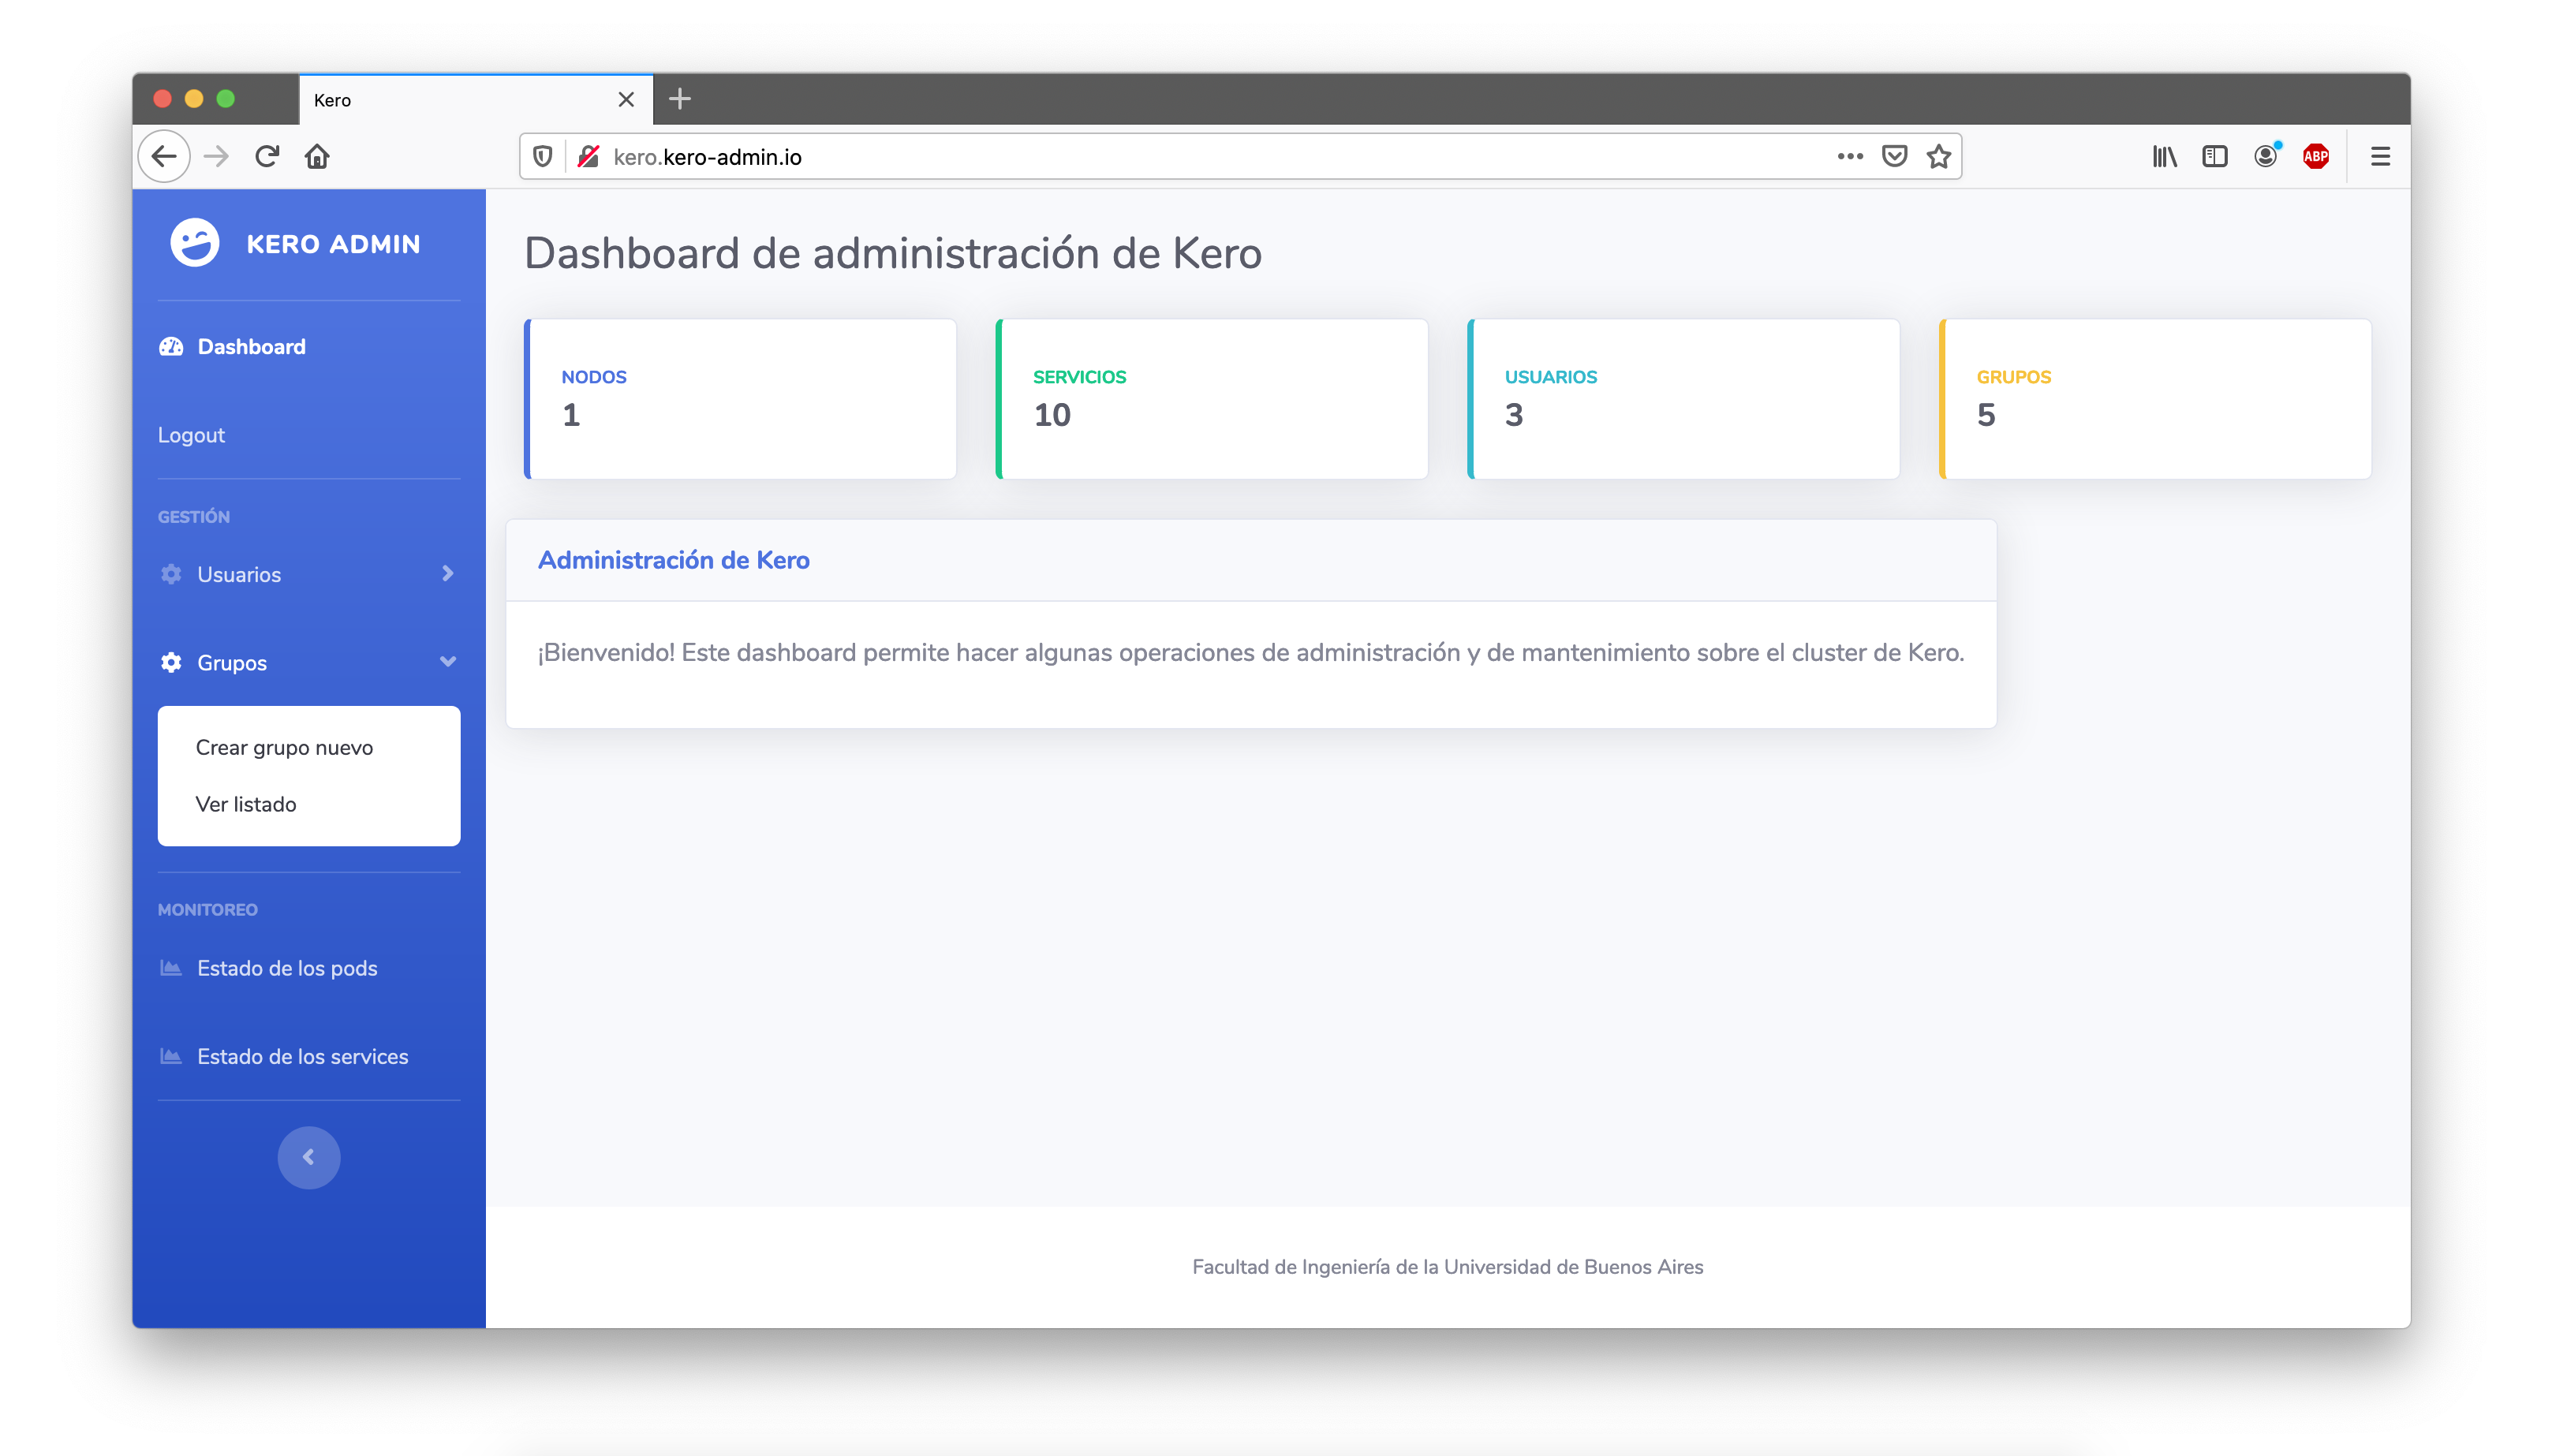 Kero
kero.kero-admin.io
ABP
KERO ADMIN
Dashboard
Logout
GESTIÓN
Usuarios
Grupos
Crear grupo nuevo
Ver listado
MONITOREO
Estado de los pods
Estado de los services
Dashboard de administración de Kero
NODOS
1
SERVICIOS
10
USUARIOS
3
GRUPOS
5
Administración de Kero
¡Bienvenido! Este dashboard permite hacer algunas operaciones de administración y de mantenimiento sobre el cluster de Kero.
Facultad de Ingeniería de la Universidad de Buenos Aires